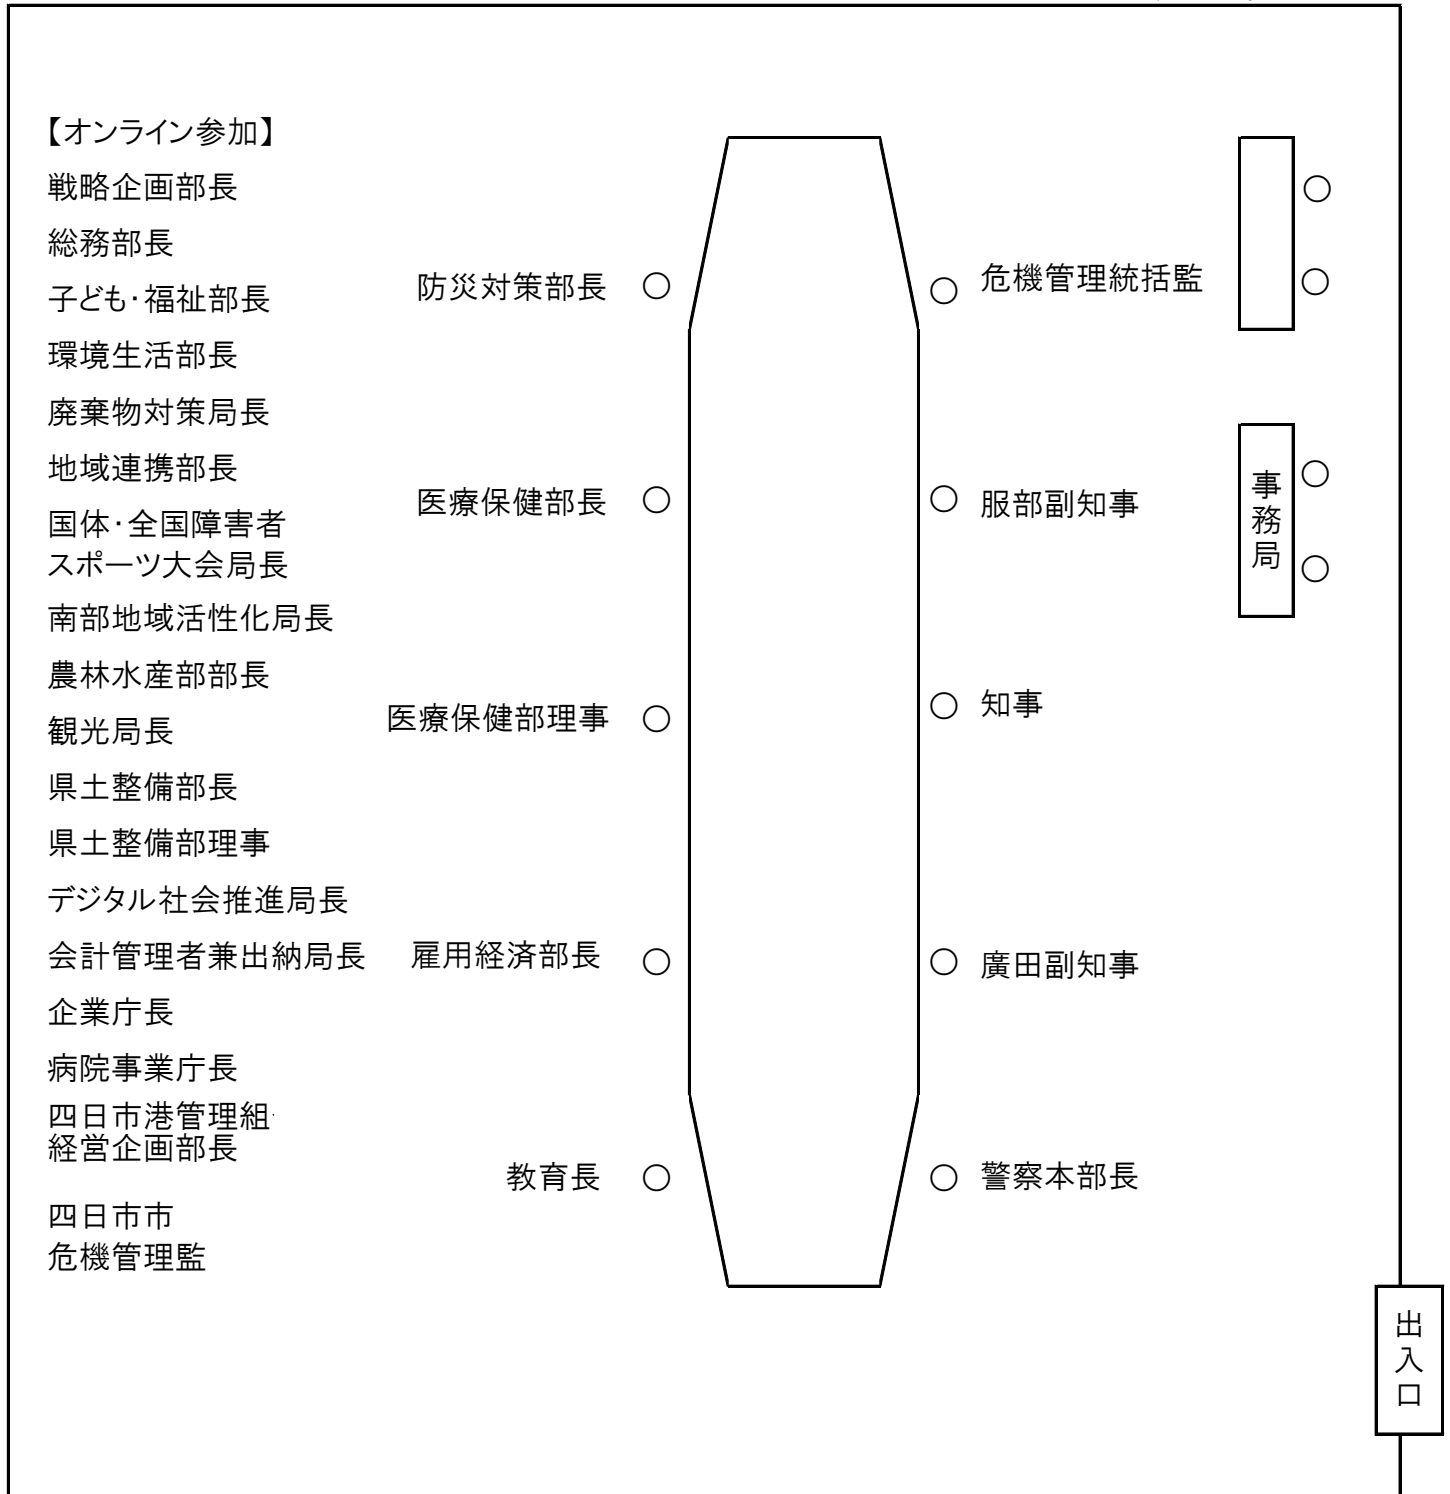 【オンライン参加】
戦略企画部長
総務部長
子ども・福祉部長
環境生活部長
廃棄物対策局長
地域連携部長
国体・全国障害者
スポーツ大会局長
南部地域活性化局長
農林水産部部長
観光局長
県土整備部長
県土整備部理事
デジタル社会推進局長
会計管理者兼出納局長
企業庁長
病院事業庁長
四日市港管理組
経営企画部長
四日市市
危機管理監
防災対策部長
医療保健部長
医療保健部理事
雇用経済部長
教育長
危機管理統括監
服部副知事
知事
廣田副知事
警察本部長
事務局
出入口